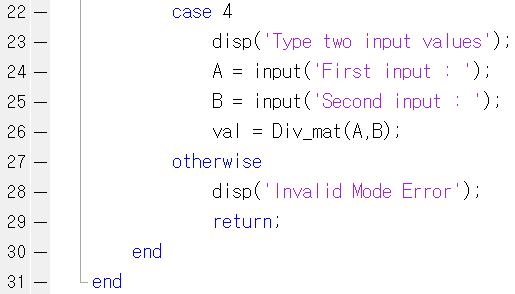 22 — case 4
23 — disp('Type two input values');
24 — A = input('First input : ');
25 — B = input('Second input : ');
26 — val = Div_mat(A,B);
27 — otherwise
28 — disp('Invalid Mode Error');
29 — return;
30 — end
31 — end